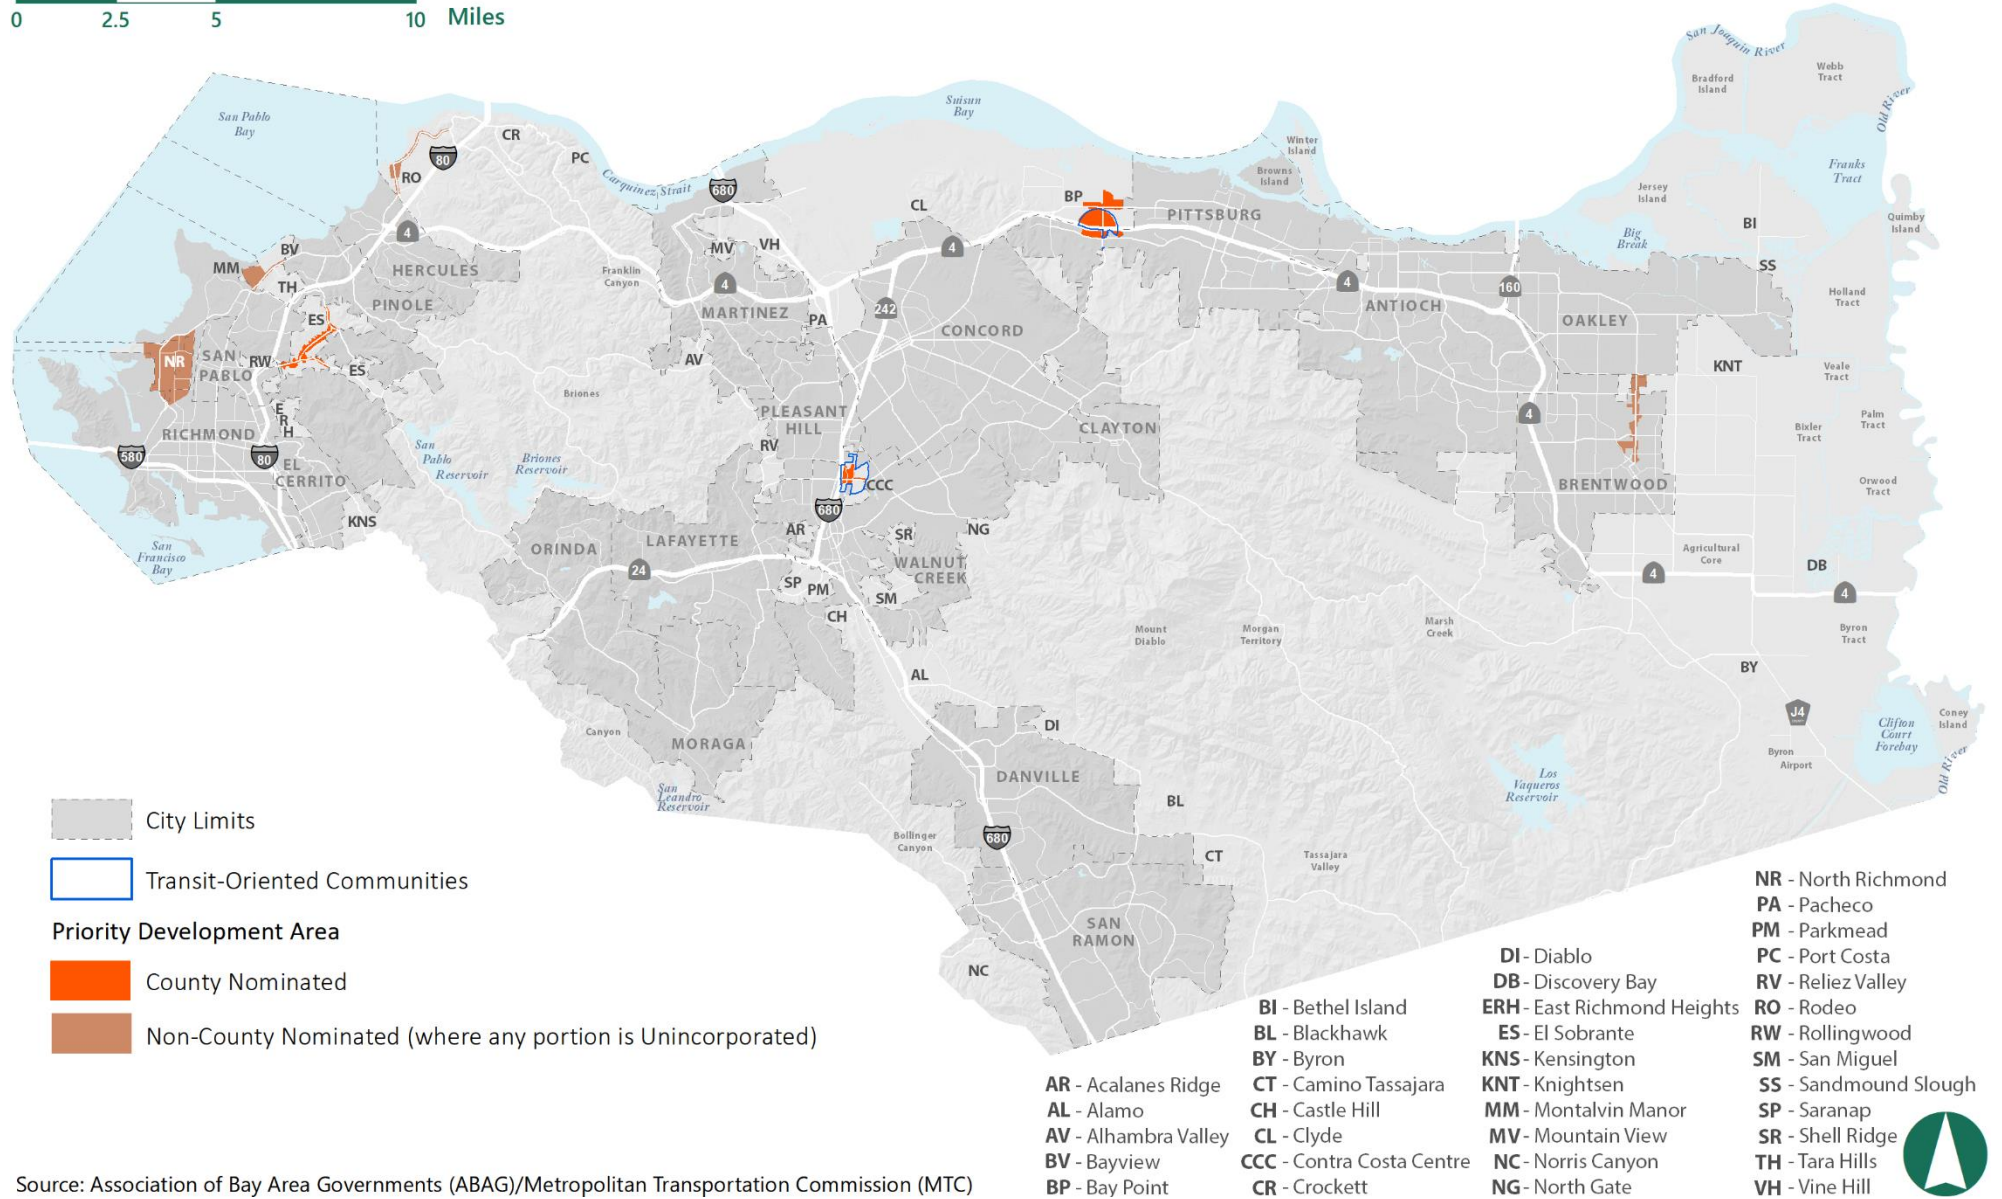 0 2.5 5 10 Miles
San Joaquin River
Webb
Tract
Bradford
Island
Old River
San Pablo
Bay
Suisun
Bay
CR
80
PC
RO
Carquinez Strait
680
Winter
Island
Browns
Island
Franks
Tract
Jersey
Island
BP
CL
PITTSBURG
BI
Quimby
Island
Big
Break
4
BV
MV
VH
4
MM
HERCULES
Franklin
Canyon
SS
TH
4
4
160
Holland
Tract
PINOLE
MARTINEZ
PA
242
ANTIOCH
OAKLEY
ES
CONCORD
NR
SAN
PABLO
RW
ES
AV
KNT
Veale
Tract
Briones
E
R
H
PLEASANT
HILL
CLAYTON
4
Palm
Tract
Bixler
Tract
RICHMOND
580
80
San
Pablo
Reservoir
Briones
Reservoir
RV
EL
CERRITO
CCC
BRENTWOOD
Orwood
Tract
680
KNS
AR
SR
NG
San
Francisco
Bay
ORINDA
LAFAYETTE
WALNUT
CREEK
Agricultural
Core
24
SP
PM
SM
4
DB
4
CH
Mount
Diablo
Morgan
Territory
Marsh
Creek
Byron
Tract
AL
BY
Canyon
MORAGA
DI
J4
Clifton
Court
Forebay
Coney
Island
Old River
Byron
Airport
DANVILLE
San
Leandro
Reservoir
BL
Los
Vaqueros
Reservoir
Bollinger
Canyon
680
CT
Tassajara
Valley
SAN
RAMON
NC
City Limits
Transit-Oriented Communities
Priority Development Area
County Nominated
Non-County Nominated (where any portion is Unincorporated)
AR - Acalanes Ridge
AL - Alamo
AV - Alhambra Valley
BV - Bayview
BP - Bay Point
BI - Bethel Island
BL - Blackhawk
BY - Byron
CT - Camino Tassajara
CH - Castle Hill
CL - Clyde
CCC - Contra Costa Centre
CR - Crockett
DI - Diablo
DB - Discovery Bay
ERH - East Richmond Heights
ES - El Sobrante
KNS - Kensington
KNT - Knightsen
MM - Montalvin Manor
MV - Mountain View
NC - Norris Canyon
NG - North Gate
NR - North Richmond
PA - Pacheco
PM - Parkmead
PC - Port Costa
RV - Reliez Valley
RO - Rodeo
RW - Rollingwood
SM - San Miguel
SS - Sandmound Slough
SP - Saranap
SR - Shell Ridge
TH - Tara Hills
VH - Vine Hill
Source: Association of Bay Area Governments (ABAG)/Metropolitan Transportation Commission (MTC)